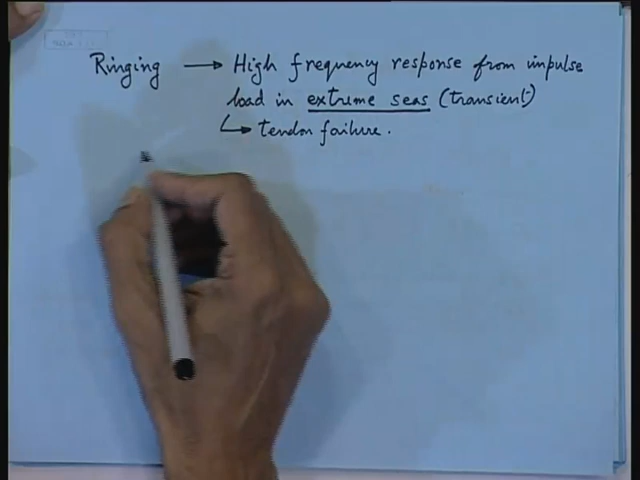 Ringing → High frequency response from impulse
load in extreme seas (transient)
↳ tendon failure.